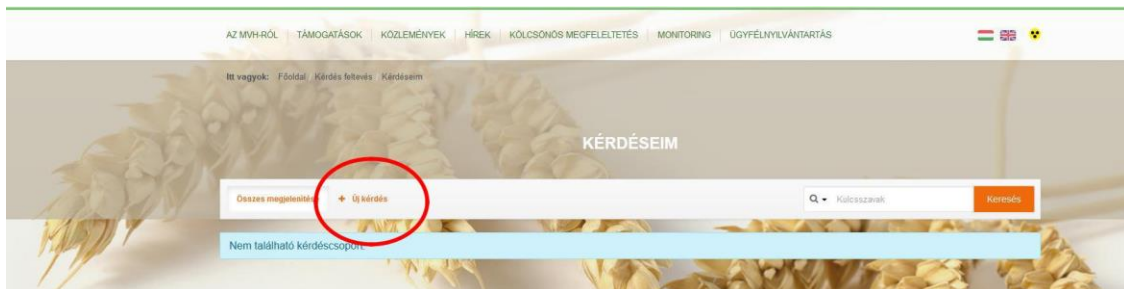 AZ MVH-RÓL TÁMOGATÁSOK KÖZLEMÉNYEK HÍREK KÖLCSÖNÖS MEGFELELTETÉS MONITORING ÜGYFÉLNYILVÁNTARTÁS
Itt vagyok: Főoldal Kérdés feltevés Kérdéseim
KÉRDÉSEIM
Összes megjelenítése + Új kérdés Kulcsszavak Keresés
Nem található kérdéscsoport.